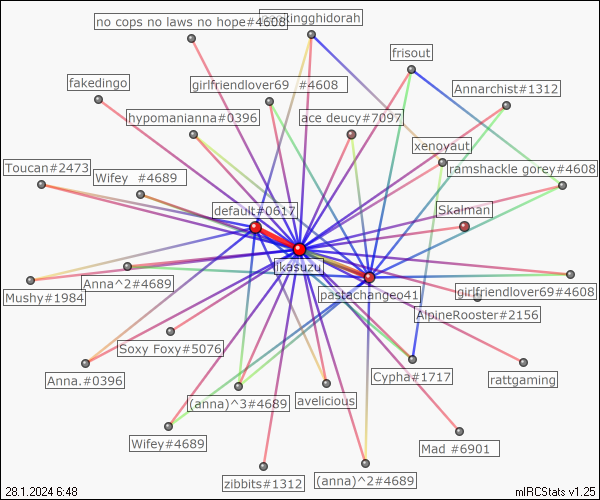 no cops no laws no hope#4608
frisout
fakedingo
girlfriendlover69 #4608
Annarchist#1312
hypomanianna#0396
ace deucy#7097
xenoyaut
Toucan#2473
Wifey #4689
ramshackle gorey#4608
default#0617
Skalman
jkasuzu
Anna^2#4689
pastachangeo41
girlfriendlover69#4608
Mushy#1984
AlpineRooster#2156
Soxy Foxy#5076
Anna.#0396
Cypha#1717
rattgaming
(anna)^3#4689
avelicious
Wifey#4689
Mad #6901
zibbits#1312
(anna)^2#4689
28.1.2024 6:48
mIRCStats v1.25